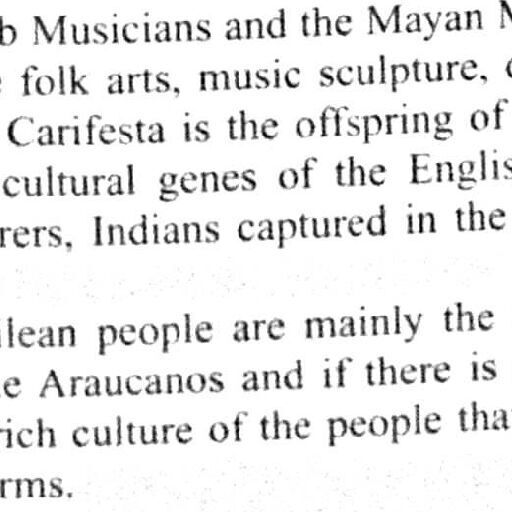 b Musicians and the Mayan M
folk arts, music sculpture,
Carifesta is the offspring of
cultural genes of the Englis
rers, Indians captured in the
lean people are mainly the
e Araucanos and if there is
rich culture of the people tha
rms.